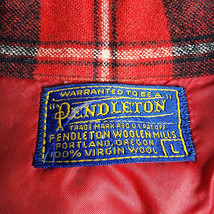 WARRANTED TO BE A
"PENDLETON"
TRADE MARK REG U.S. PAT OFF.
PENDLETON WOOLEN MILLS
PORTLAND, OREGON
100% VIRGIN WOOL L